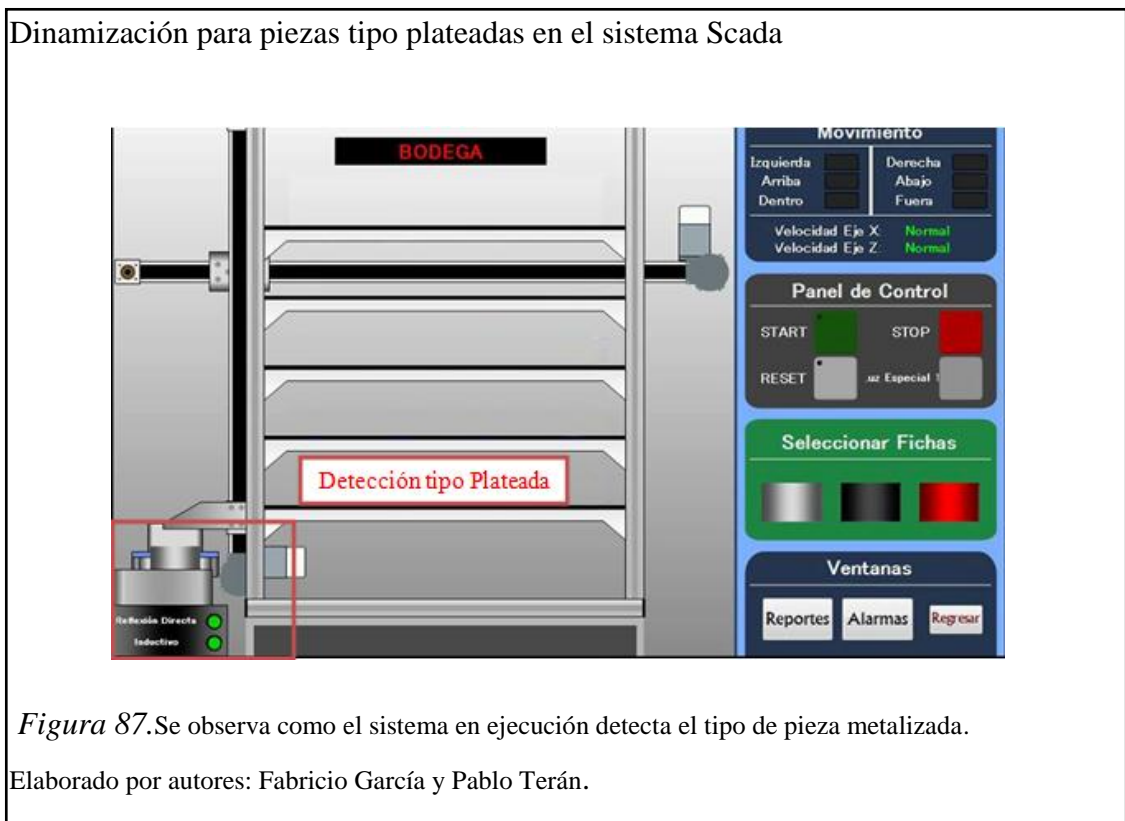 Dinamización para piezas tipo plateadas en el sistema Scada
BODEGA
Movimiento
Izquierda
Derecha
Arriba
Abajo
Dentro
Fuera
Velocidad Eje X: Normal
Velocidad Eje Z: Normal
Panel de Control
START
STOP
RESET
uz Especial
Seleccionar Fichas
Detección tipo Plateada
Ventanas
Reportes
Alarmas
Regresar
Reflexión Directa
Inductivo
Figura 87.Se observa como el sistema en ejecución detecta el tipo de pieza metalizada.
Elaborado por autores: Fabricio García y Pablo Terán.